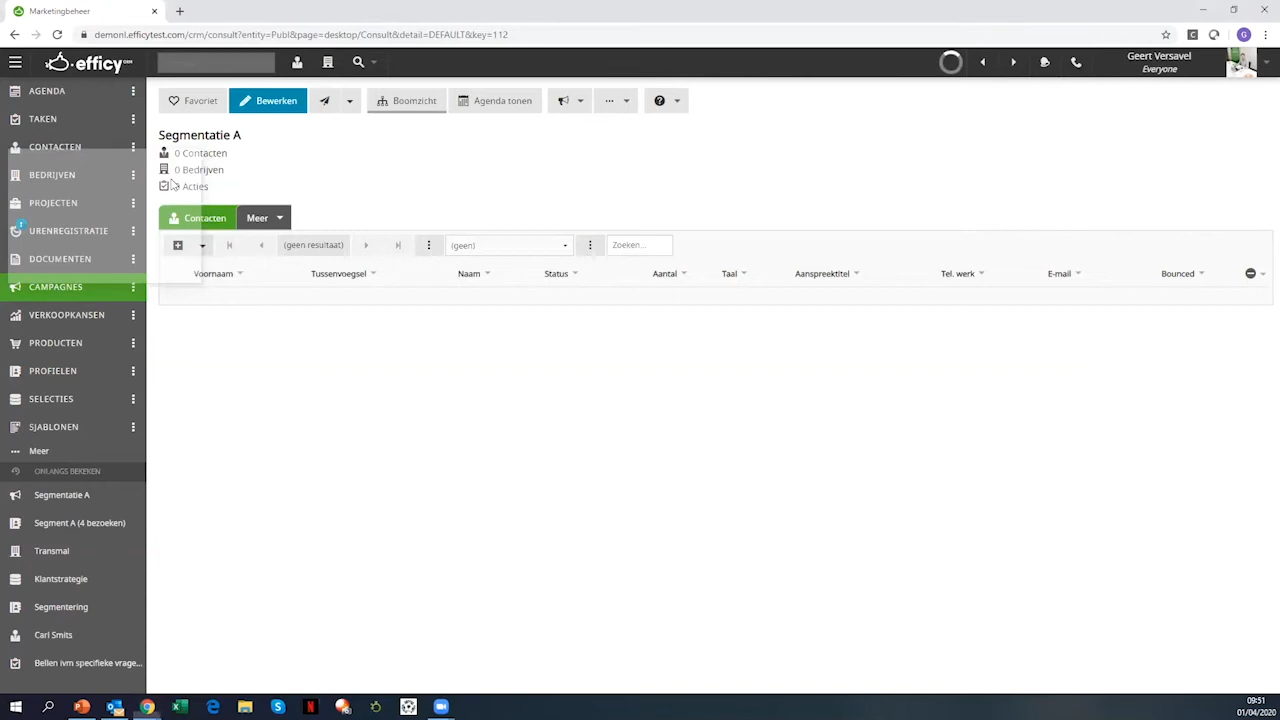 Marketingbeheer
demonl.efficytest.com/crm/consult?entity=Publ&page=desktop/Consult&detail=DEFAULT&key=112
G
efficy CRM
Geert Versavel
Everyone
AGENDA
TAKEN
CONTACTEN
BEDRIJVEN
PROJECTEN
URENREGISTRATIE
DOCUMENTEN
CAMPAGNES
VERKOOPKANSEN
PRODUCTEN
PROFIELEN
SELECTIES
SJABLONEN
Meer
ONLANGS BEKEKEN
Segmentatie A
Segment A (4 bezoeken)
Transmal
Klantstrategie
Segmentering
Carl Smits
Bellen ivm specifieke vrage...
Favoriet
Bewerken
Boomzicht
Agenda tonen
Segmentatie A
0 Contacten
0 Bedrijven
Acties
Contacten
Meer
(geen resultaat)
(geen)
Zoeken...
Voornaam Tussenvoegsel Naam Status Aantal Taal Aanspreektitel Tel. werk E-mail Bounced
09:51
01/04/2020